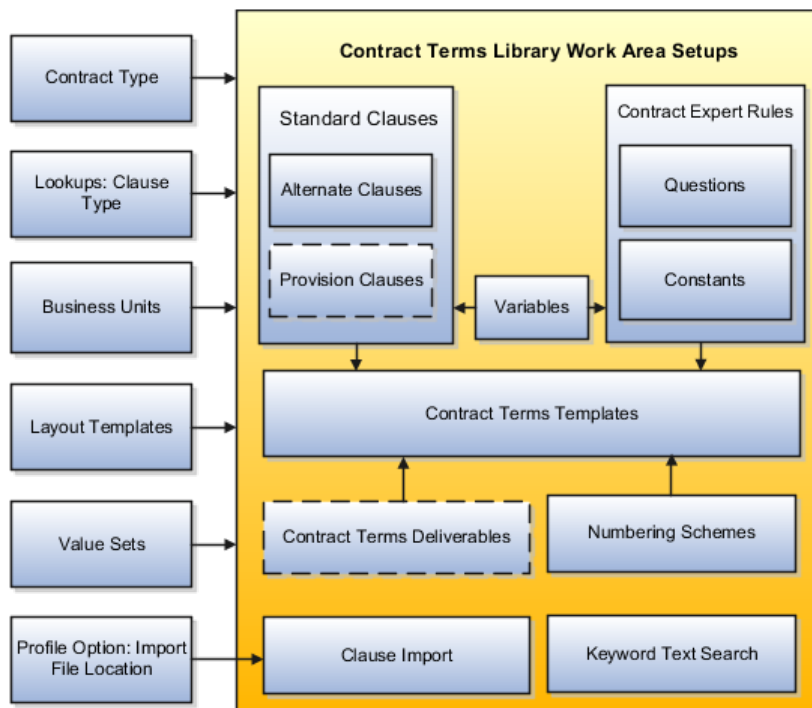 Contract Terms Library Work Area Setups
Contract Type
Standard Clauses
Contract Expert Rules
Lookups: Clause
Type
Alternate Clauses
Questions
Business Units
Provision Clauses
Variables
Constants
Layout Templates
Contract Terms Templates
Value Sets
Contract Terms Deliverables
Numbering Schemes
Profile Option: Import
File Location
Clause Import
Keyword Text Search